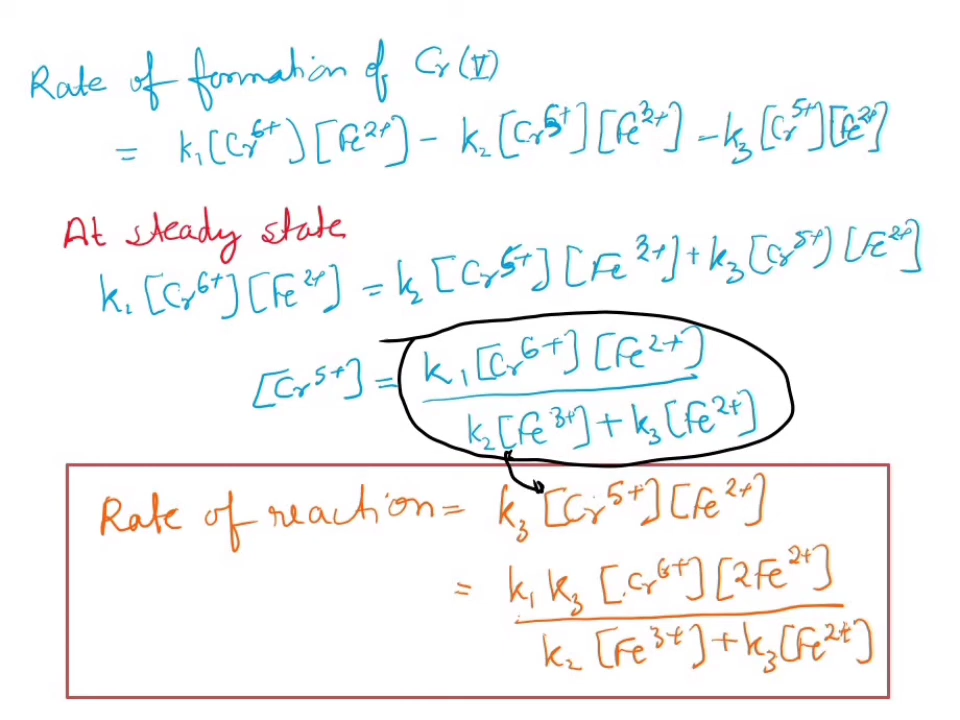 Rate of formation of Cr(V)
= k₁[Cr⁶⁺)[Fe²⁺] - k₂[Cr⁵⁺][Fe³⁺] - k₃[Cr⁵⁺][Fe²⁺]
At steady state
k₁[Cr⁶⁺][Fe²⁺] = k₂[Cr⁵⁺][Fe³⁺] + k₃[Cr⁵⁺)[Fe²⁺]
[Cr⁵⁺] = k₁[Cr⁶⁺][Fe²⁺]
k₂[Fe³⁺] + k₃[Fe²⁺]
Rate of reaction = k₃[Cr⁵⁺][Fe²⁺]
= k₁k₃[Cr⁶⁺][2Fe²⁺]
k₂[Fe³⁺] + k₃[Fe²⁺]